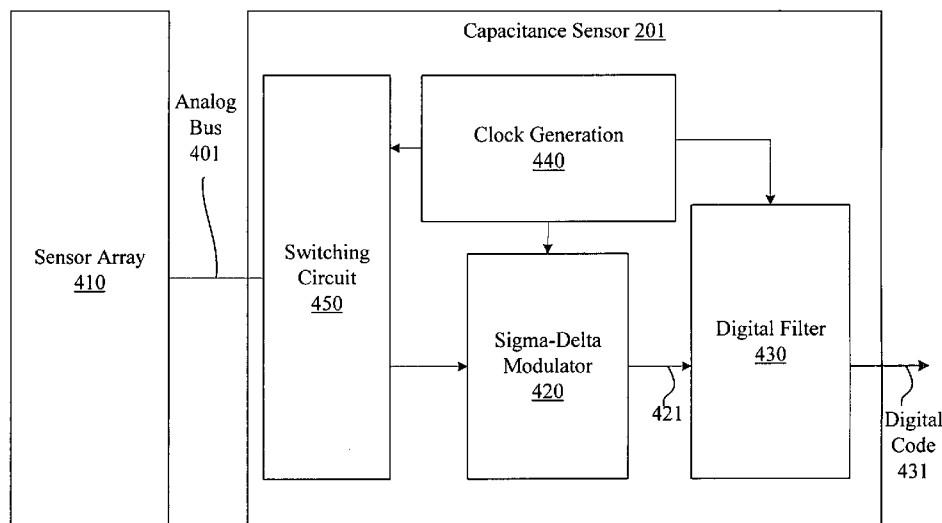 Capacitance Sensor 201
Analog
Bus
401
Clock Generation
440
Sensor Array
410
Switching
Circuit
450
Sigma-Delta
Modulator
420
421
Digital Filter
430
Digital
Code
431